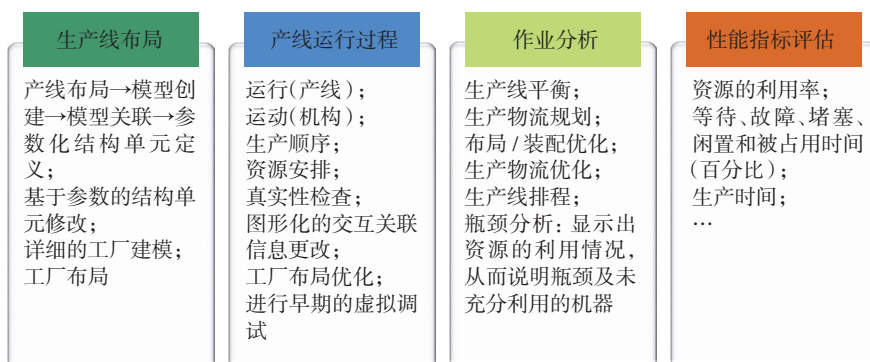 生产线布局
产线布局→模型创
建→模型关联→参
数化结构单元定
义；
基于参数的结构单
元修改；
详细的工厂建模；
工厂布局
产线运行过程
运行(产线)；
运动(机构)；
生产顺序；
资源安排；
真实性检查；
图形化的交互关联
信息更改；
工厂布局优化；
进行早期的虚拟调
试
作业分析
生产线平衡；
生产物流规划；
布局/装配优化；
生产物流优化；
生产线排程；
瓶颈分析：显示出
资源的利用情况，
从而说明瓶颈及未
充分利用的机器
性能指标评估
资源的利用率；
等待、故障、堵塞、
闲置和被占用时间
(百分比)；
生产时间；
…